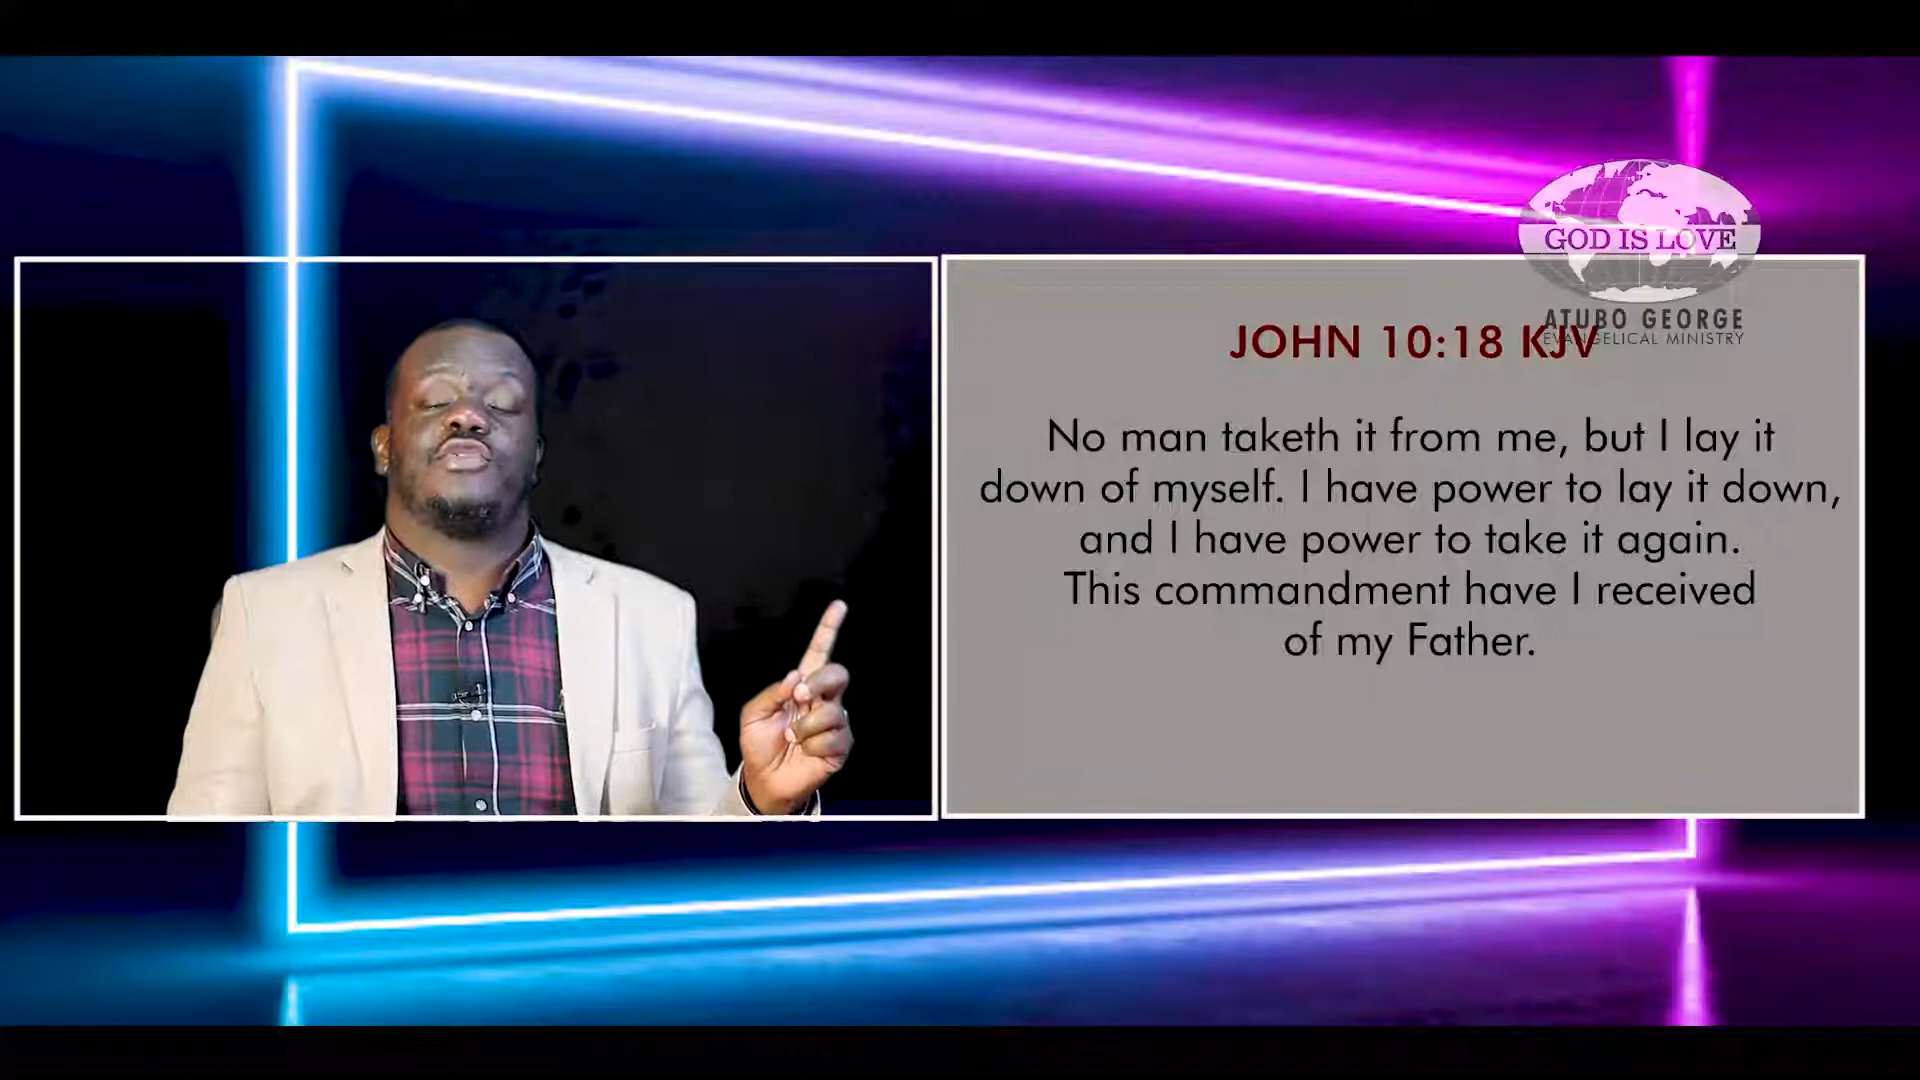 GOD IS LOVE
ATUBO GEORGE
EVANGELICAL MINISTRY
JOHN 10:18 KJV
No man taketh it from me, but I lay it
down of myself. I have power to lay it down,
and I have power to take it again.
This commandment have I received
of my Father.